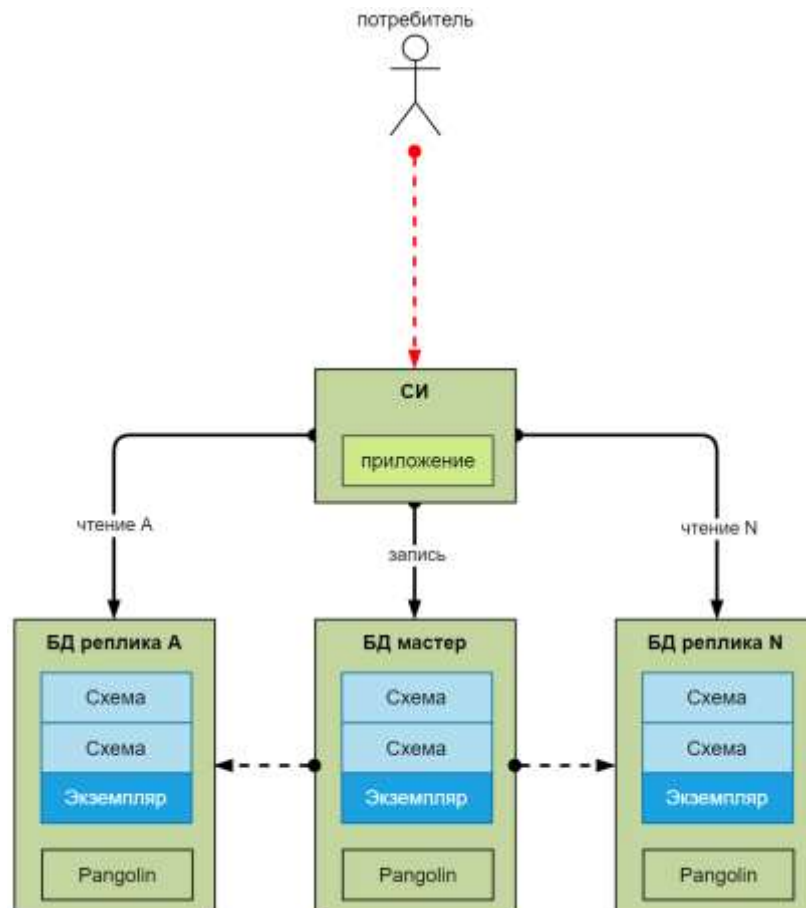 потребитель
СИ
приложение
чтение A
запись
чтение N
БД реплика A
БД мастер
БД реплика N
Схема
Схема
Схема
Схема
Схема
Схема
Экземпляр
Экземпляр
Экземпляр
Pangolin
Pangolin
Pangolin